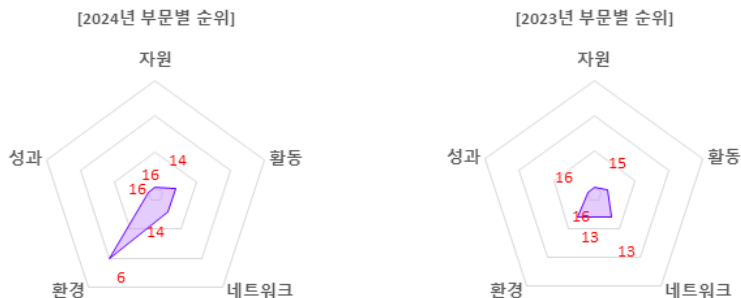 [2024년 부문별 순위]
자원
성과
활동
14
16
16
14
6
환경
네트워크
[2023년 부문별 순위]
자원
성과
활동
15
16
16
13
13
환경
네트워크